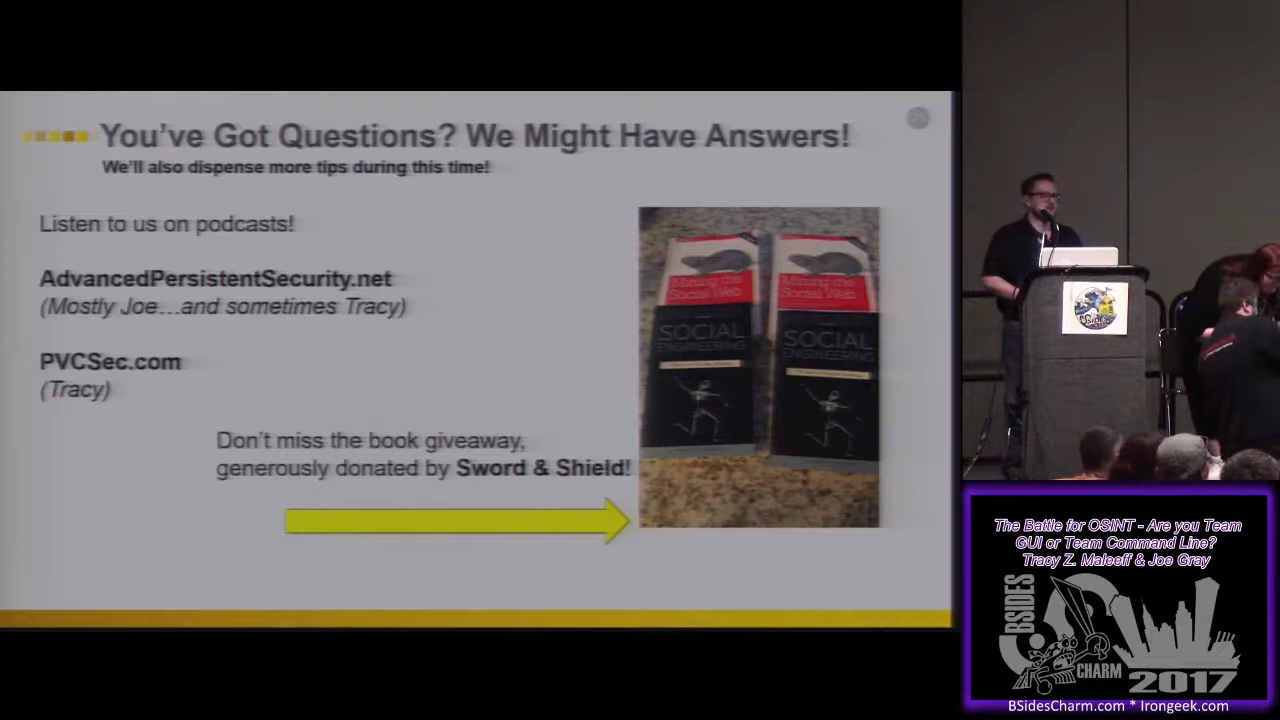 You've Got Questions? We Might Have Answers!
We'll also dispense more tips during this time!
Listen to us on podcasts!
AdvancedPersistentSecurity.net
(Mostly Joe...and sometimes Tracy)
PVCSec.com
(Tracy)
Don't miss the book giveaway,
generously donated by Sword & Shield!
Mining the
Social Web
Mining the
Social Web
SOCIAL
ENGINEERING
SOCIAL
ENGINEERING
The Battle for OSINT - Are you Team
GUI or Team Command Line?
Tracy Z. Maleeff & Joe Gray
BSIDES
CHARM
2017
BSidesCharm.com * Irongeek.com